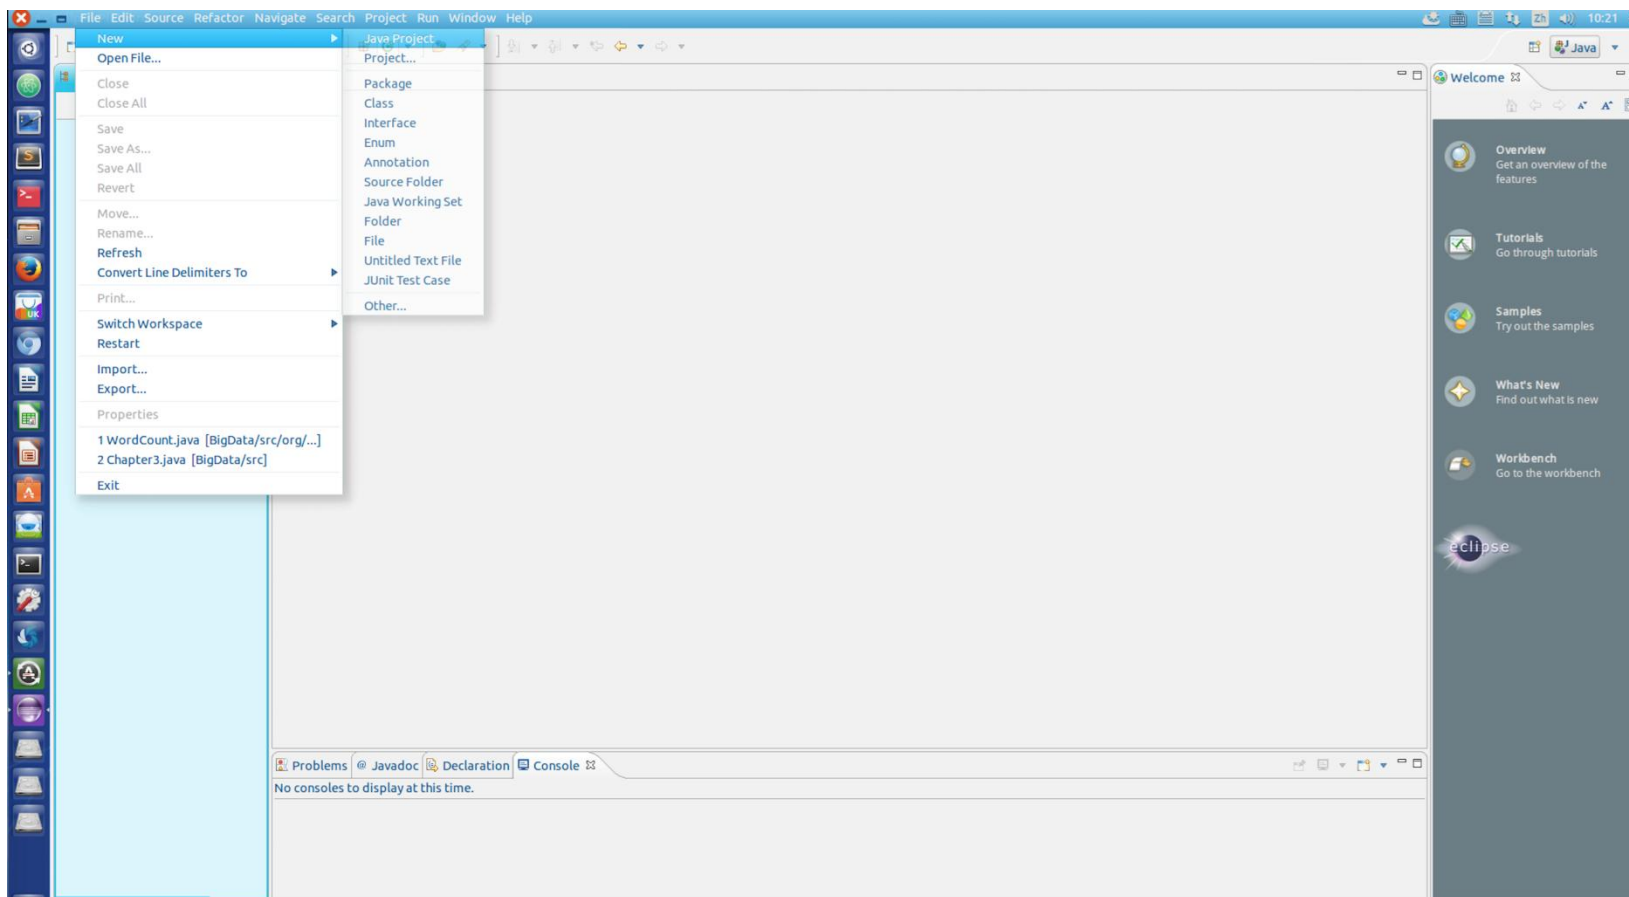 File Edit Source Refactor Navigate Search Project Run Window Help
Zh
10:21
New
Open File...
Close
Close All
Save
Save As...
Save All
Revert
Move...
Rename...
Refresh
Convert Line Delimiters To
Print...
Switch Workspace
Restart
Import...
Export...
Properties
1 WordCount.java [BigData/src/org/...]
2 Chapter3.java [BigData/src]
Exit
Java Project
Project...
Package
Class
Interface
Enum
Annotation
Source Folder
Java Working Set
Folder
File
Untitled Text File
JUnit Test Case
Other...
Java
Welcome
Overview
Get an overview of the
features
Tutorials
Go through tutorials
Samples
Try out the samples
What's New
Find out what is new
Workbench
Go to the workbench
eclipse
Problems @ Javadoc Declaration Console
No consoles to display at this time.